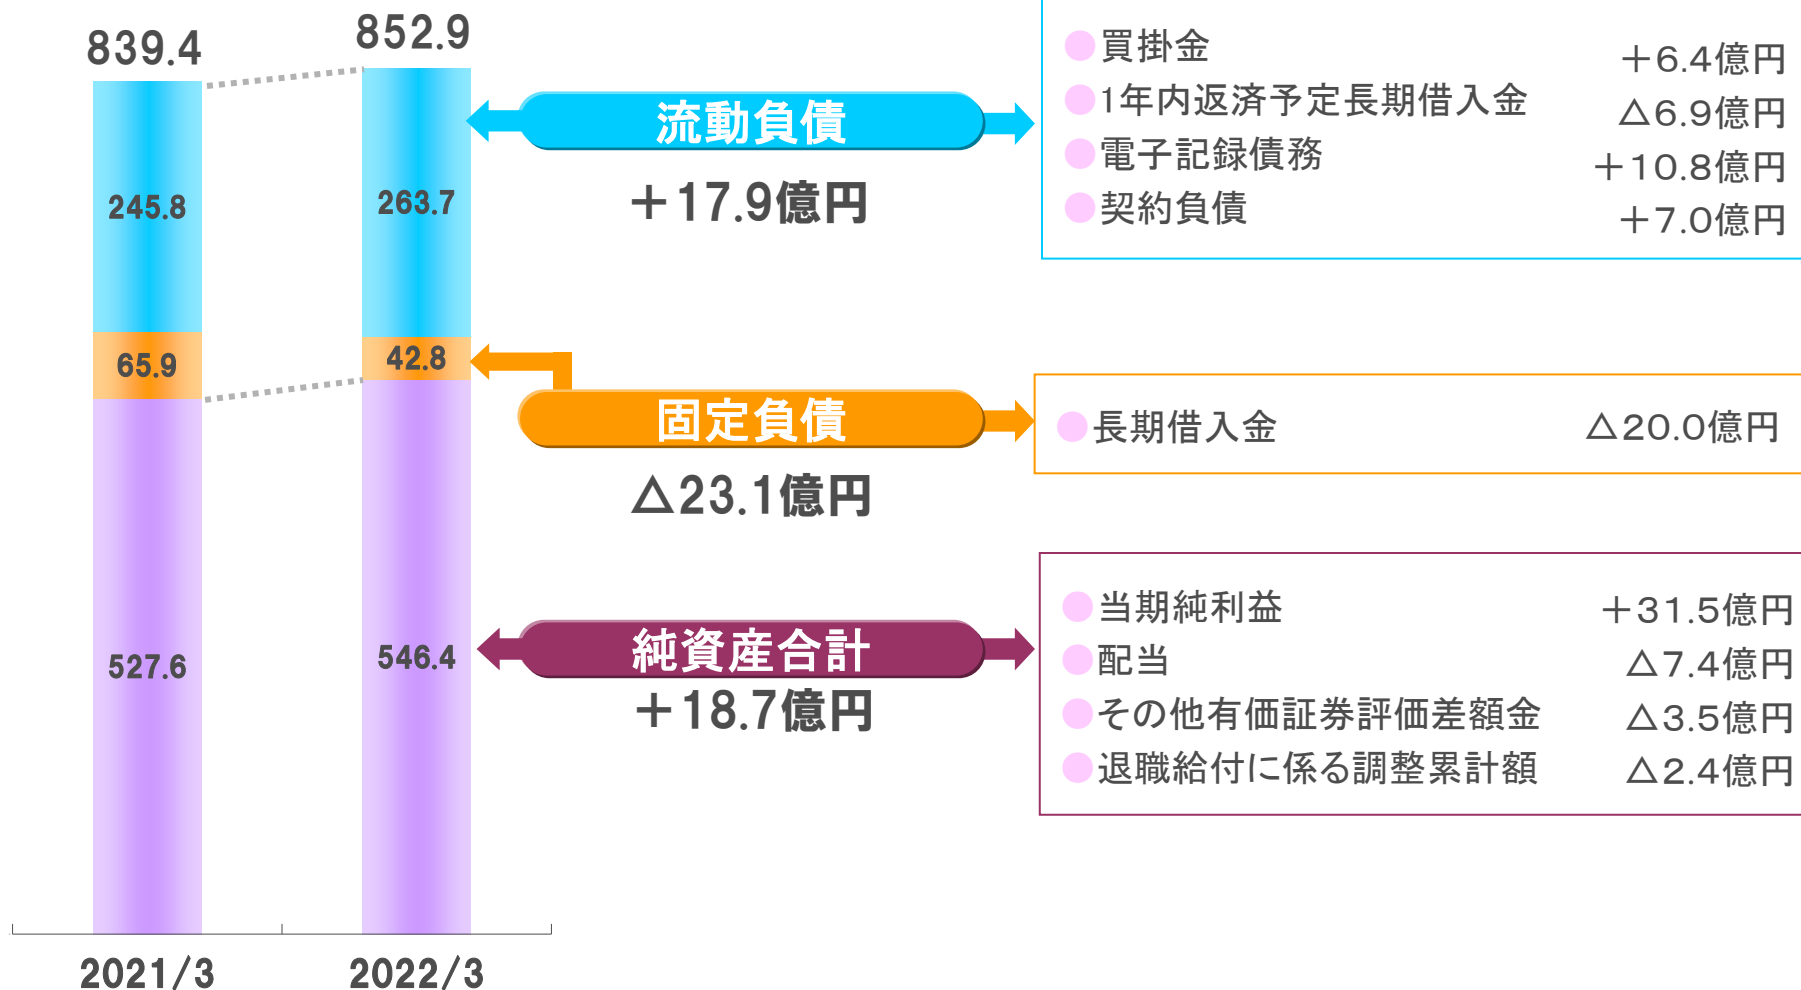 839.4
852.9
245.8
263.7
65.9
42.8
527.6
546.4
2021/3
2022/3
流動負債
＋17.9億円
●買掛金 ＋6.4億円
●1年内返済予定長期借入金 △6.9億円
●電子記録債務 ＋10.8億円
●契約負債 ＋7.0億円
固定負債
△23.1億円
●長期借入金 △20.0億円
純資産合計
＋18.7億円
●当期純利益 ＋31.5億円
●配当 △7.4億円
●その他有価証券評価差額金 △3.5億円
●退職給付に係る調整累計額 △2.4億円